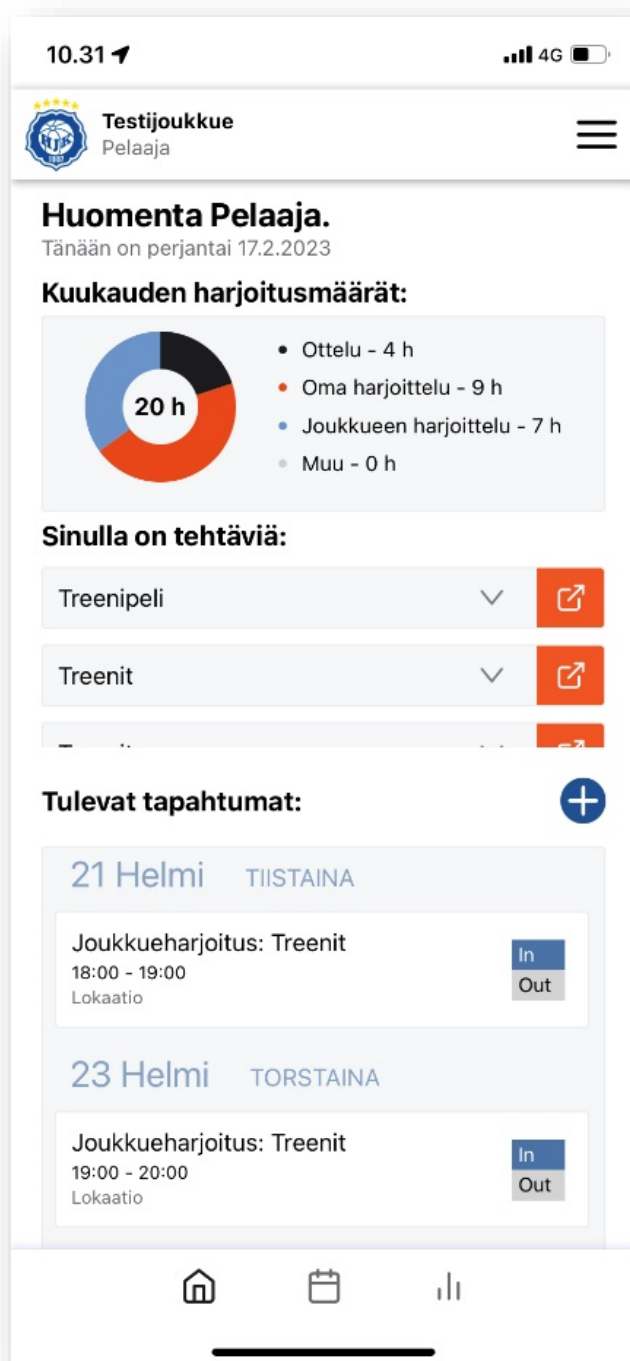 10.31
4G
HJK
1907
Testijoukkue
Pelaaja
Huomenta Pelaaja.
Tänään on perjantai 17.2.2023
Kuukauden harjoitusmäärät:
20 h
Ottelu - 4 h
Oma harjoittelu - 9 h
Joukkueen harjoittelu - 7 h
Muu - 0 h
Sinulla on tehtäviä:
Treenipeli
Treenit
Tulevat tapahtumat:
21 Helmi TIISTAINA
Joukkueharjoitus: Treenit
18:00 - 19:00
Lokaatio
In
Out
23 Helmi TORSTAINA
Joukkueharjoitus: Treenit
19:00 - 20:00
Lokaatio
In
Out